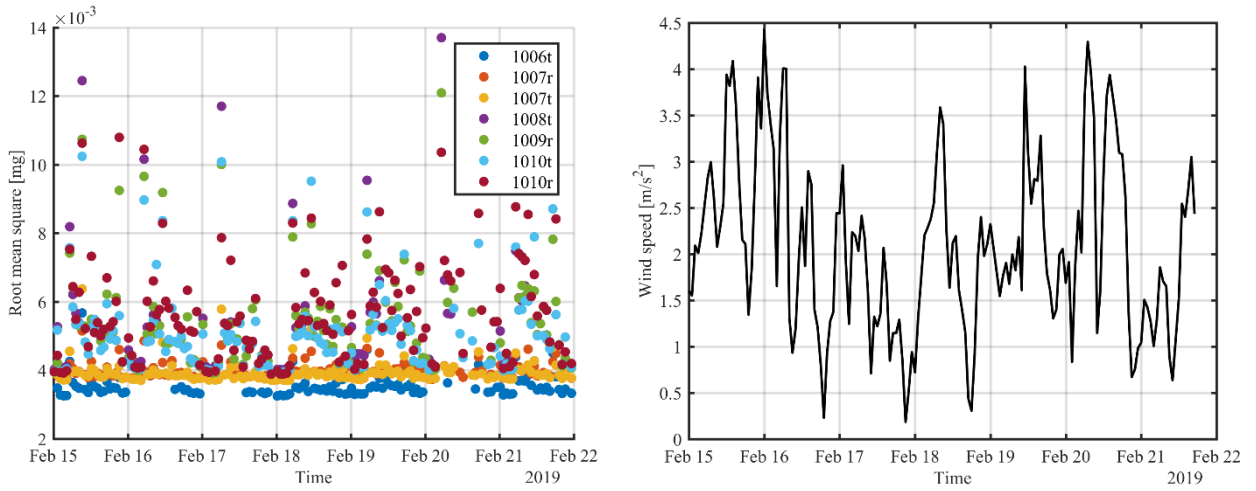 ×10⁻³
14
12
10
8
6
4
2
Root mean square [mg]
1006t
1007r
1007t
1008t
1009r
1010t
1010r
Feb 15 Feb 16 Feb 17 Feb 18 Feb 19 Feb 20 Feb 21 Feb 22
Time 2019
4.5
4
3.5
3
2.5
2
1.5
1
0.5
0
Wind speed [m/s²]
Feb 15 Feb 16 Feb 17 Feb 18 Feb 19 Feb 20 Feb 21 Feb 22
Time 2019